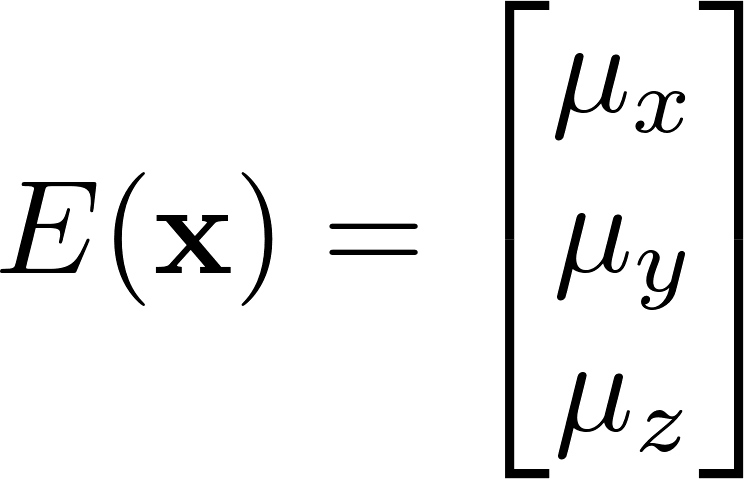 E(𝐱) = [μ_x
μ_y
μ_z]